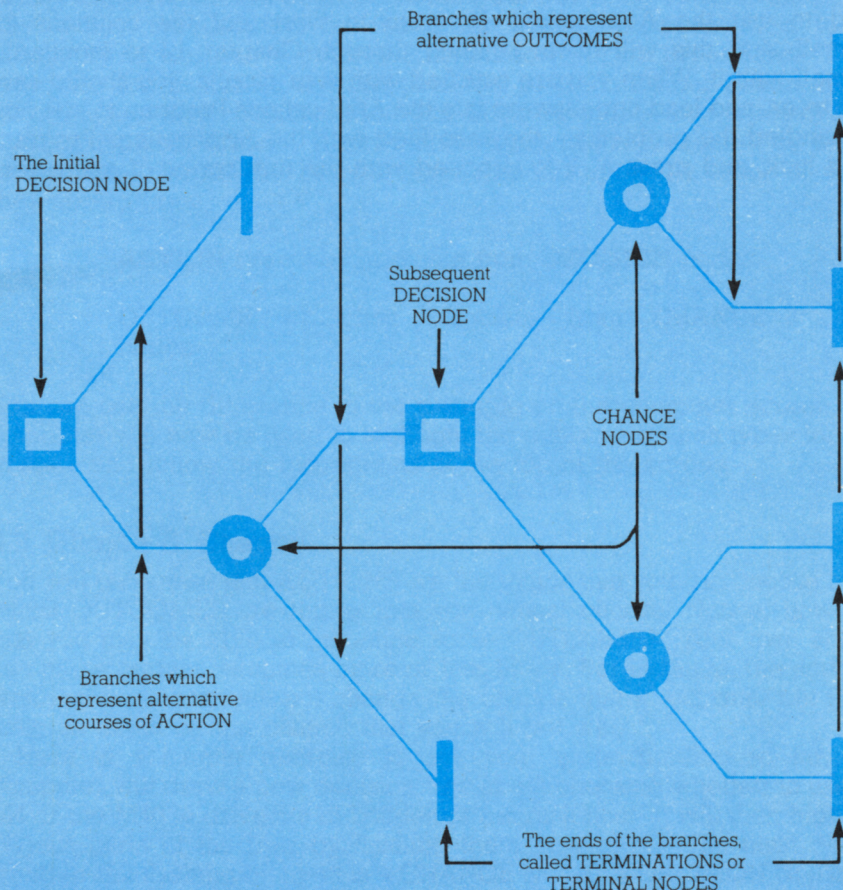 Branches which represent
alternative OUTCOMES
The Initial
DECISION NODE
Subsequent
DECISION
NODE
CHANCE
NODES
Branches which
represent alternative
courses of ACTION
The ends of the branches,
called TERMINATIONS or
TERMINAL NODES